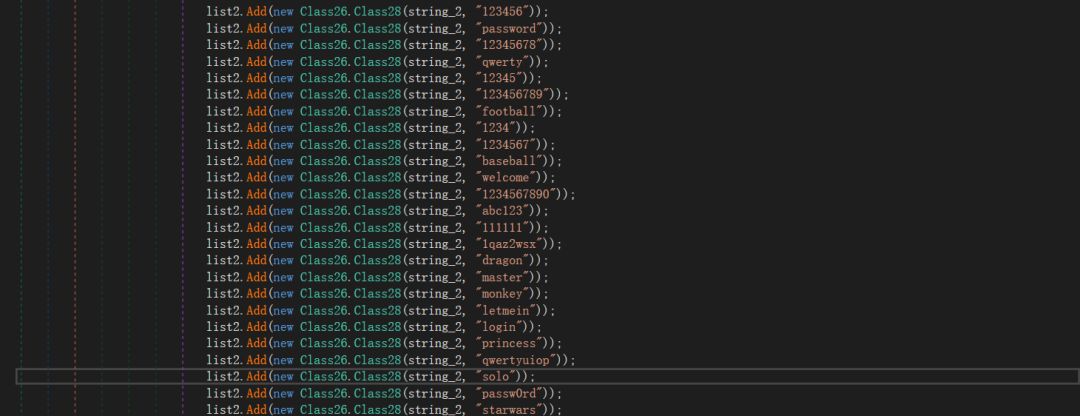 list2.Add(new Class26.Class28(string_2, "123456"));
list2.Add(new Class26.Class28(string_2, "password"));
list2.Add(new Class26.Class28(string_2, "12345678"));
list2.Add(new Class26.Class28(string_2, "qwerty"));
list2.Add(new Class26.Class28(string_2, "12345"));
list2.Add(new Class26.Class28(string_2, "123456789"));
list2.Add(new Class26.Class28(string_2, "football"));
list2.Add(new Class26.Class28(string_2, "1234"));
list2.Add(new Class26.Class28(string_2, "1234567"));
list2.Add(new Class26.Class28(string_2, "baseball"));
list2.Add(new Class26.Class28(string_2, "welcome"));
list2.Add(new Class26.Class28(string_2, "1234567890"));
list2.Add(new Class26.Class28(string_2, "abc123"));
list2.Add(new Class26.Class28(string_2, "111111"));
list2.Add(new Class26.Class28(string_2, "1qaz2wsx"));
list2.Add(new Class26.Class28(string_2, "dragon"));
list2.Add(new Class26.Class28(string_2, "master"));
list2.Add(new Class26.Class28(string_2, "monkey"));
list2.Add(new Class26.Class28(string_2, "letmein"));
list2.Add(new Class26.Class28(string_2, "login"));
list2.Add(new Class26.Class28(string_2, "princess"));
list2.Add(new Class26.Class28(string_2, "qwertyuiop"));
list2.Add(new Class26.Class28(string_2, "solo"));
list2.Add(new Class26.Class28(string_2, "passw0rd"));
list2.Add(new Class26.Class28(string_2, "starwars"));